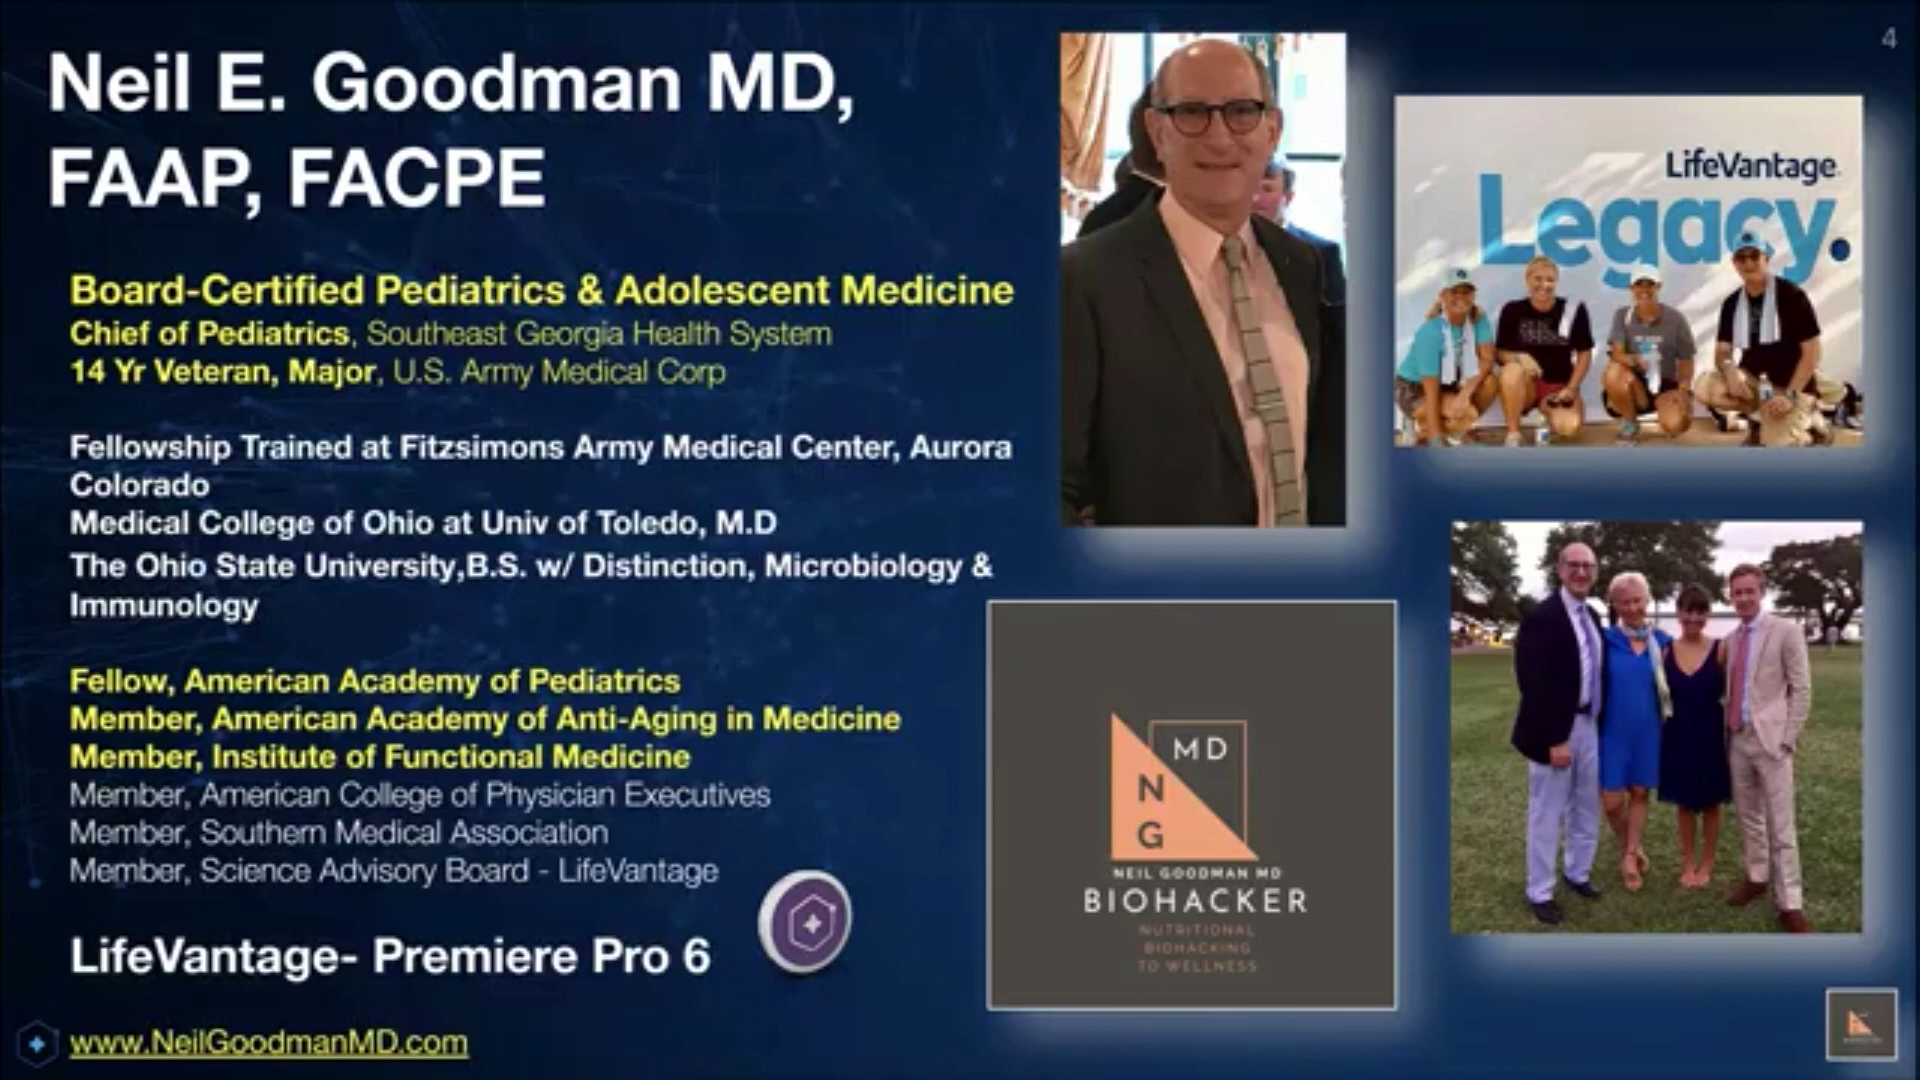 4
Neil E. Goodman MD,
FAAP, FACPE
Board-Certified Pediatrics & Adolescent Medicine
Chief of Pediatrics, Southeast Georgia Health System
14 Yr Veteran, Major, U.S. Army Medical Corp
Fellowship Trained at Fitzsimons Army Medical Center, Aurora
Colorado
Medical College of Ohio at Univ of Toledo, M.D
The Ohio State University,B.S. w/ Distinction, Microbiology &
Immunology
Fellow, American Academy of Pediatrics
Member, American Academy of Anti-Aging in Medicine
Member, Institute of Functional Medicine
Member, American College of Physician Executives
Member, Southern Medical Association
Member, Science Advisory Board - LifeVantage
LifeVantage- Premiere Pro 6
www.NeilGoodmanMD.com
LifeVantage
Legacy.
MD
N
G
NEIL GOODMAN MD
BIOHACKER
NUTRITIONAL
BIOHACKING
TO WELLNESS